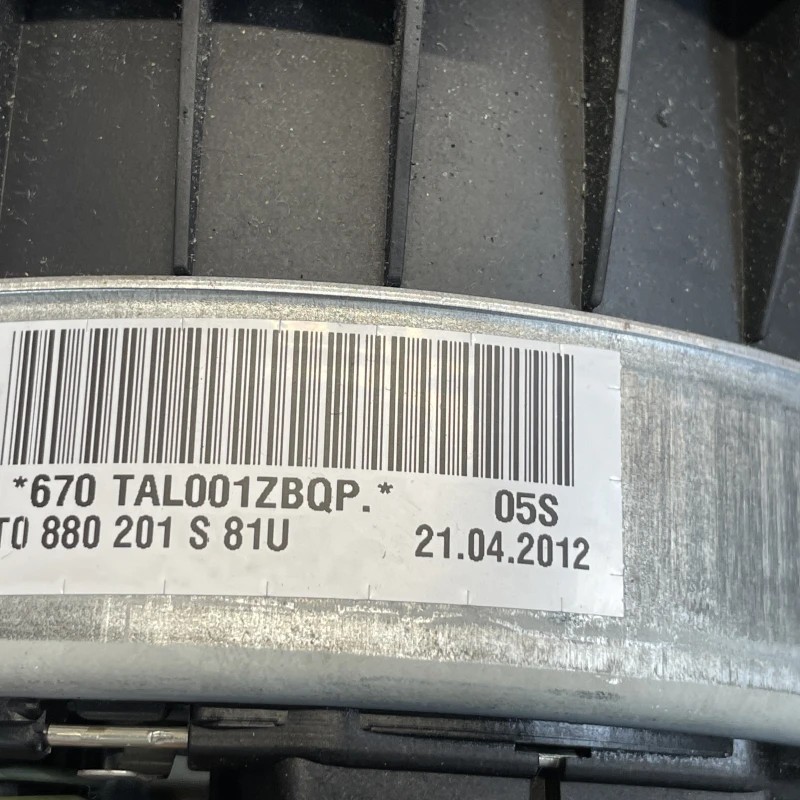 *670 TAL001ZBQP.* 05S
T0 880 201 S 81U 21.04.2012